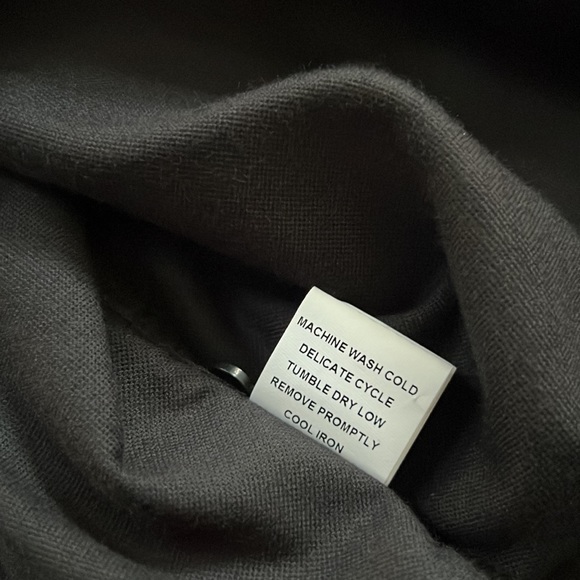 MACHINE WASH COLD
DELICATE CYCLE
TUMBLE DRY LOW
REMOVE PROMPTLY
COOL IRON